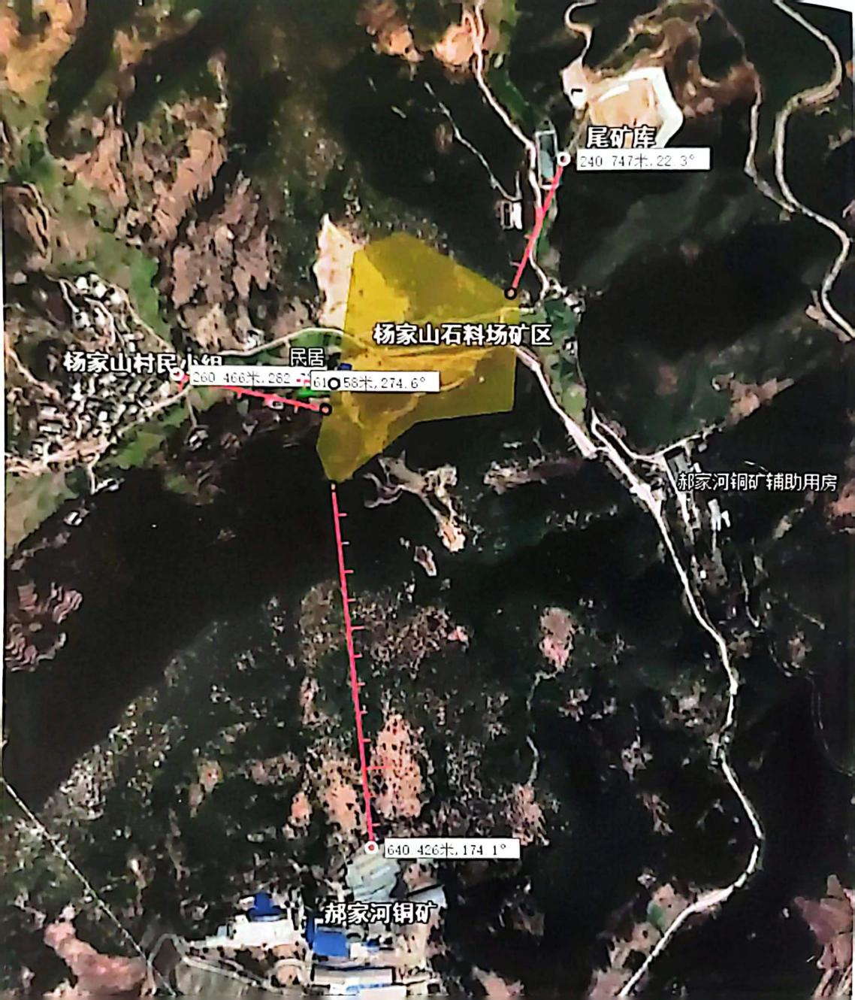 尾矿库
240 747米,22.3°
杨家山石料场矿区
民居
杨家山村民小组
260 466米,282
61 58米,274.6°
郝家河铜矿辅助用房
640 426米,174 1°
郝家河铜矿